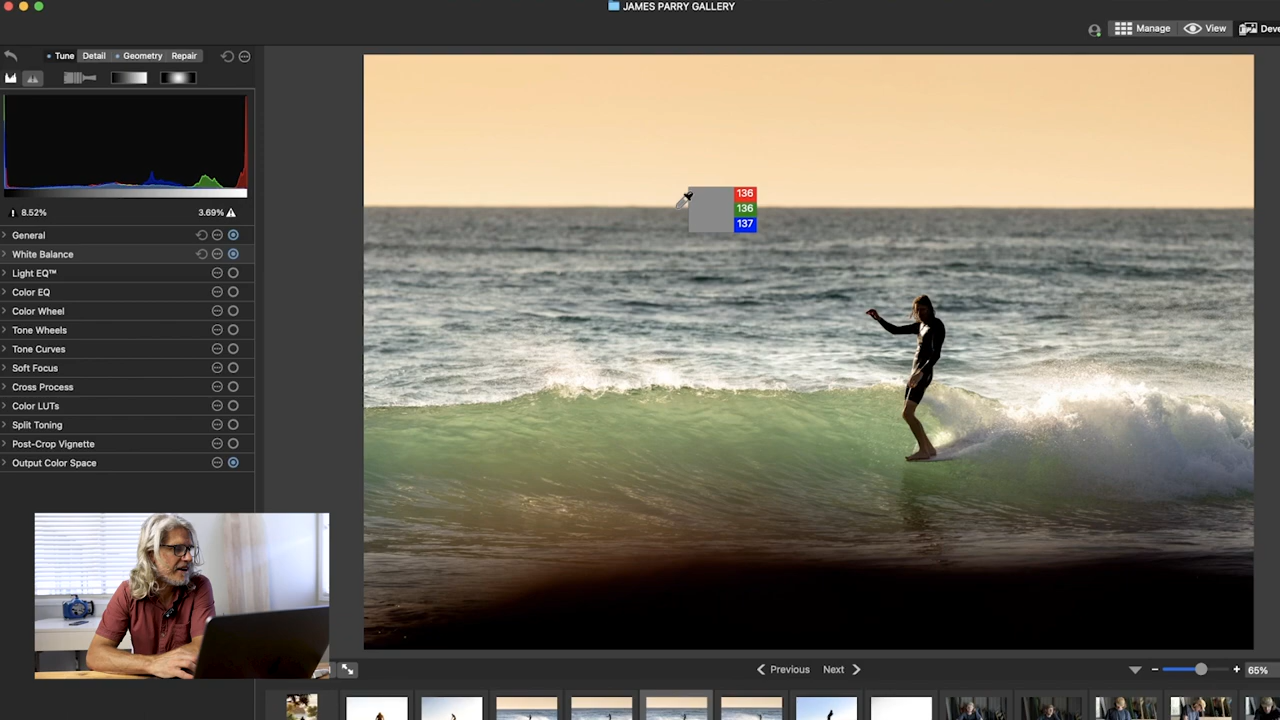 JAMES PARRY GALLERY
Manage
View
Deve
Tune
Detail
Geometry
Repair
136
136
137
8.52%
3.69%
General
White Balance
Light EQ™
Color EQ
Color Wheel
Tone Wheels
Tone Curves
Soft Focus
Cross Process
Color LUTs
Split Toning
Post-Crop Vignette
Output Color Space
Previous
Next
65%